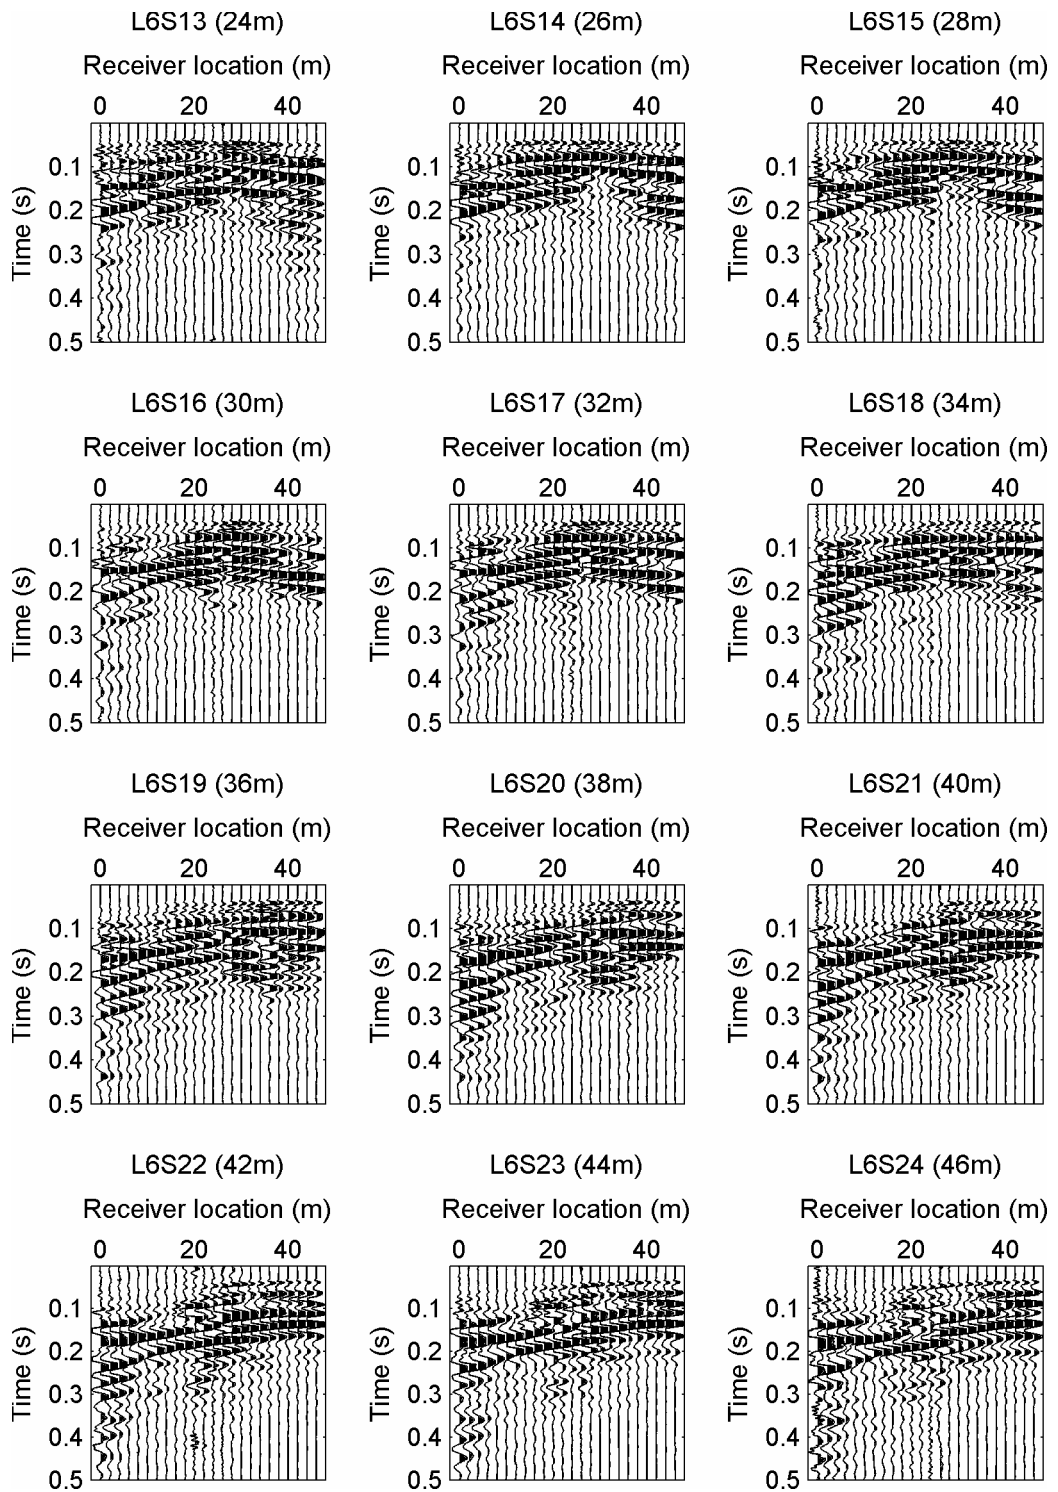 L6S13 (24m) L6S14 (26m) L6S15 (28m)
Receiver location (m) Receiver location (m) Receiver location (m)
0 20 40 0 20 40 0 20 40
Time (s) Time (s) Time (s)
0.1 0.1 0.1
0.2 0.2 0.2
0.3 0.3 0.3
0.4 0.4 0.4
0.5 0.5 0.5
L6S16 (30m) L6S17 (32m) L6S18 (34m)
Receiver location (m) Receiver location (m) Receiver location (m)
0 20 40 0 20 40 0 20 40
Time (s) Time (s) Time (s)
0.1 0.1 0.1
0.2 0.2 0.2
0.3 0.3 0.3
0.4 0.4 0.4
0.5 0.5 0.5
L6S19 (36m) L6S20 (38m) L6S21 (40m)
Receiver location (m) Receiver location (m) Receiver location (m)
0 20 40 0 20 40 0 20 40
Time (s) Time (s) Time (s)
0.1 0.1 0.1
0.2 0.2 0.2
0.3 0.3 0.3
0.4 0.4 0.4
0.5 0.5 0.5
L6S22 (42m) L6S23 (44m) L6S24 (46m)
Receiver location (m) Receiver location (m) Receiver location (m)
0 20 40 0 20 40 0 20 40
Time (s) Time (s) Time (s)
0.1 0.1 0.1
0.2 0.2 0.2
0.3 0.3 0.3
0.4 0.4 0.4
0.5 0.5 0.5